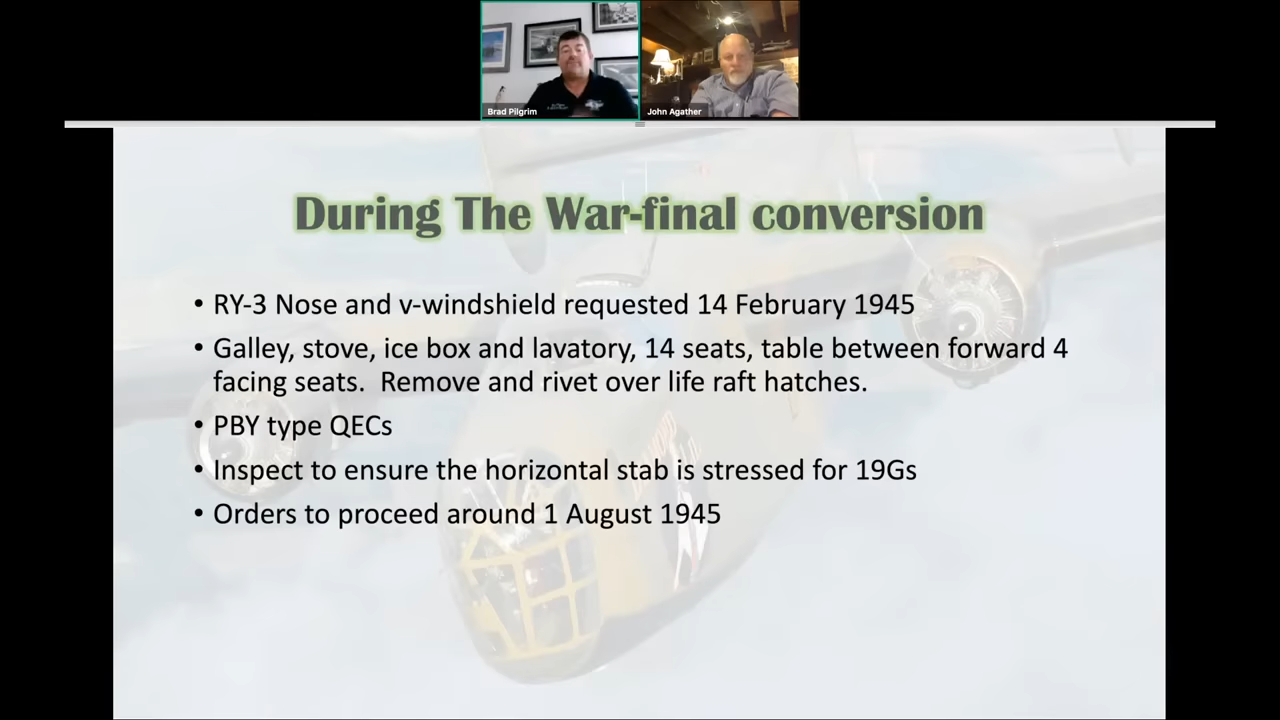 Brad Pilgrim
John Agather
During The War-final conversion
• RY-3 Nose and v-windshield requested 14 February 1945
• Galley, stove, ice box and lavatory, 14 seats, table between forward 4
facing seats.  Remove and rivet over life raft hatches.
• PBY type QECs
• Inspect to ensure the horizontal stab is stressed for 19Gs
• Orders to proceed around 1 August 1945